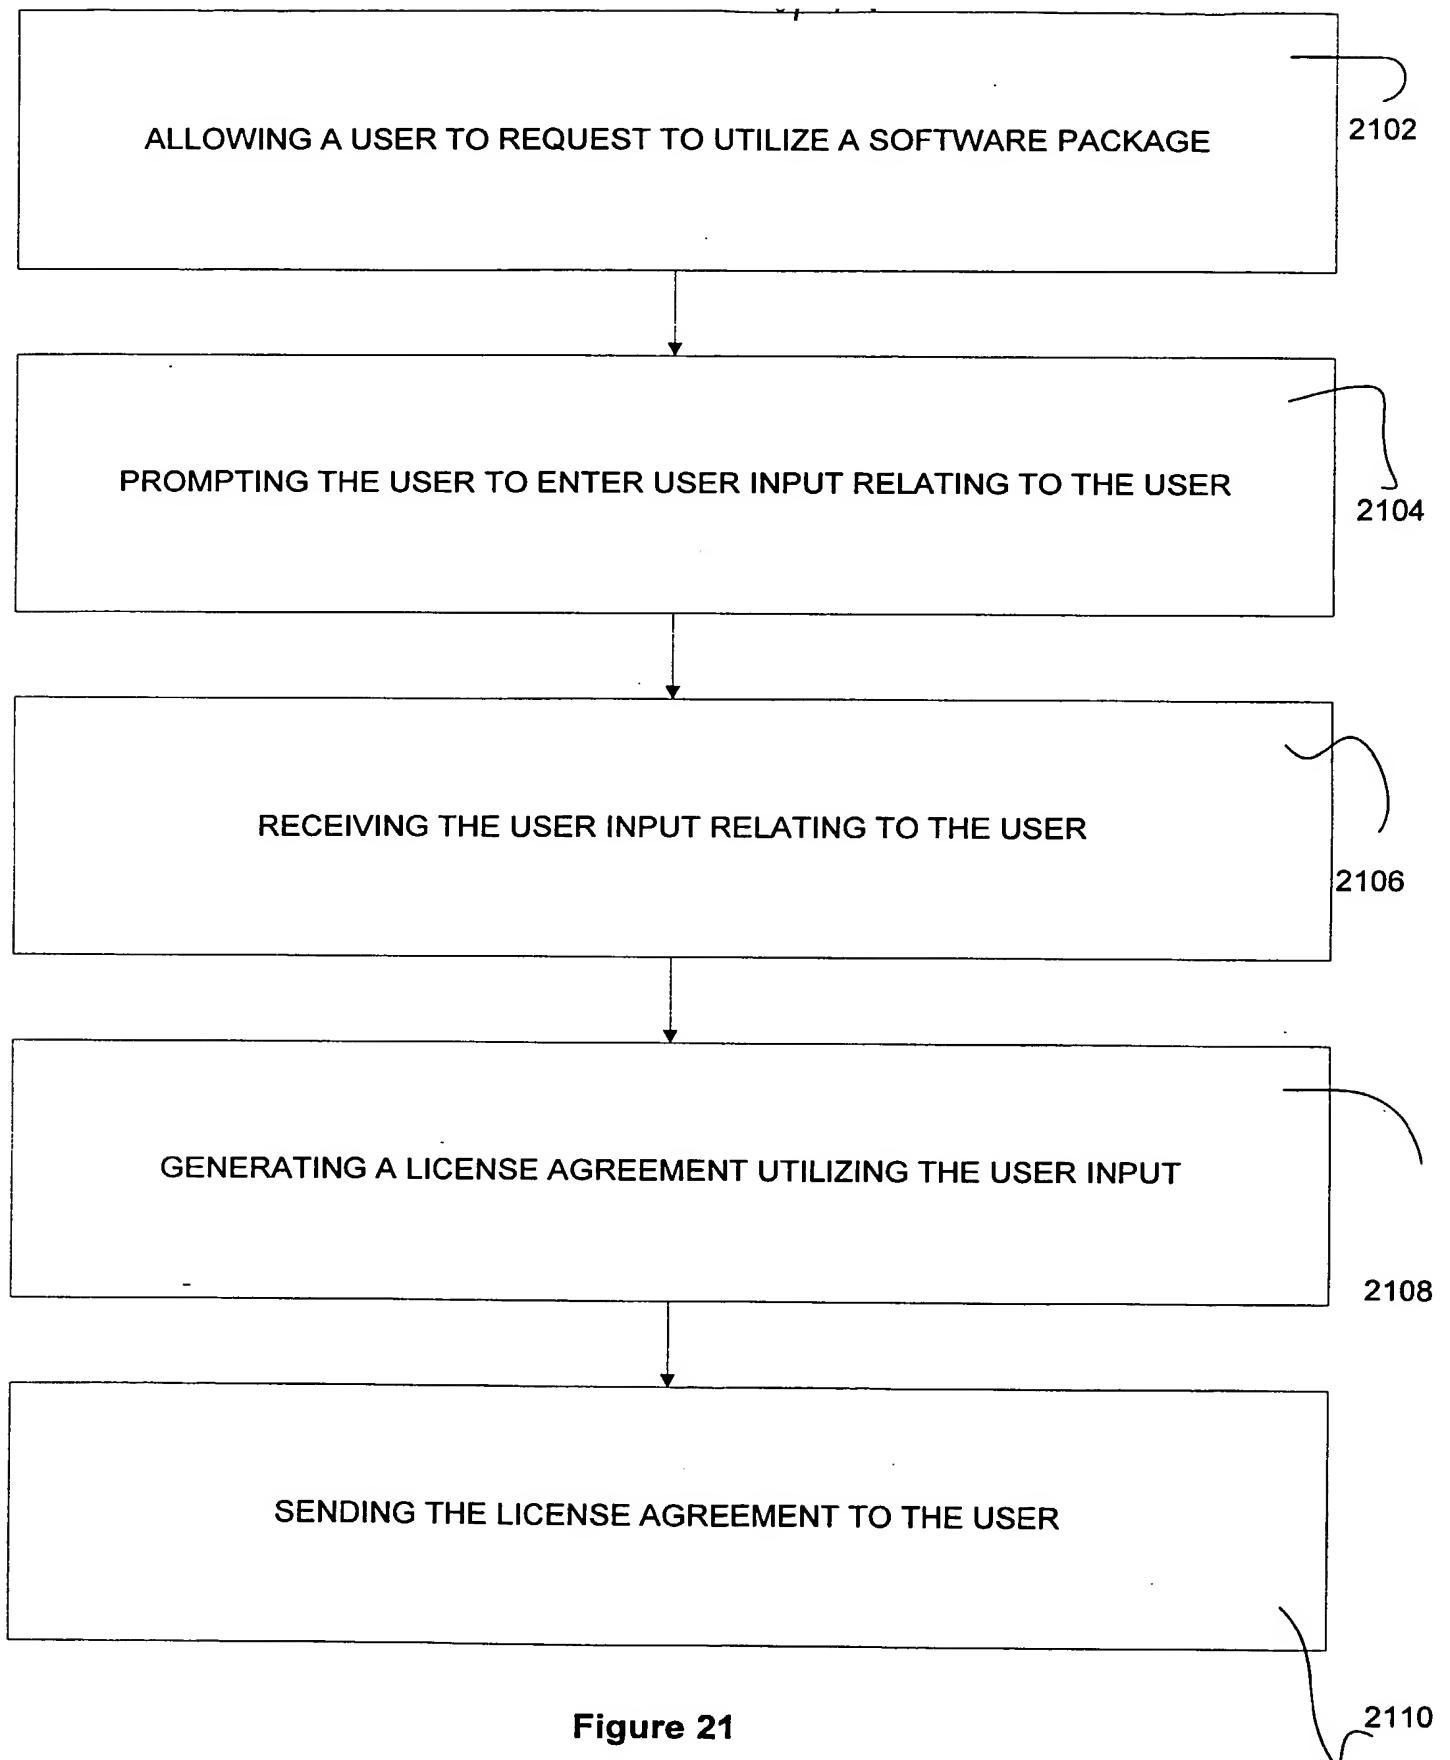 ALLOWING A USER TO REQUEST TO UTILIZE A SOFTWARE PACKAGE
2102
PROMPTING THE USER TO ENTER USER INPUT RELATING TO THE USER
2104
RECEIVING THE USER INPUT RELATING TO THE USER
2106
GENERATING A LICENSE AGREEMENT UTILIZING THE USER INPUT
2108
SENDING THE LICENSE AGREEMENT TO THE USER
2110
Figure 21